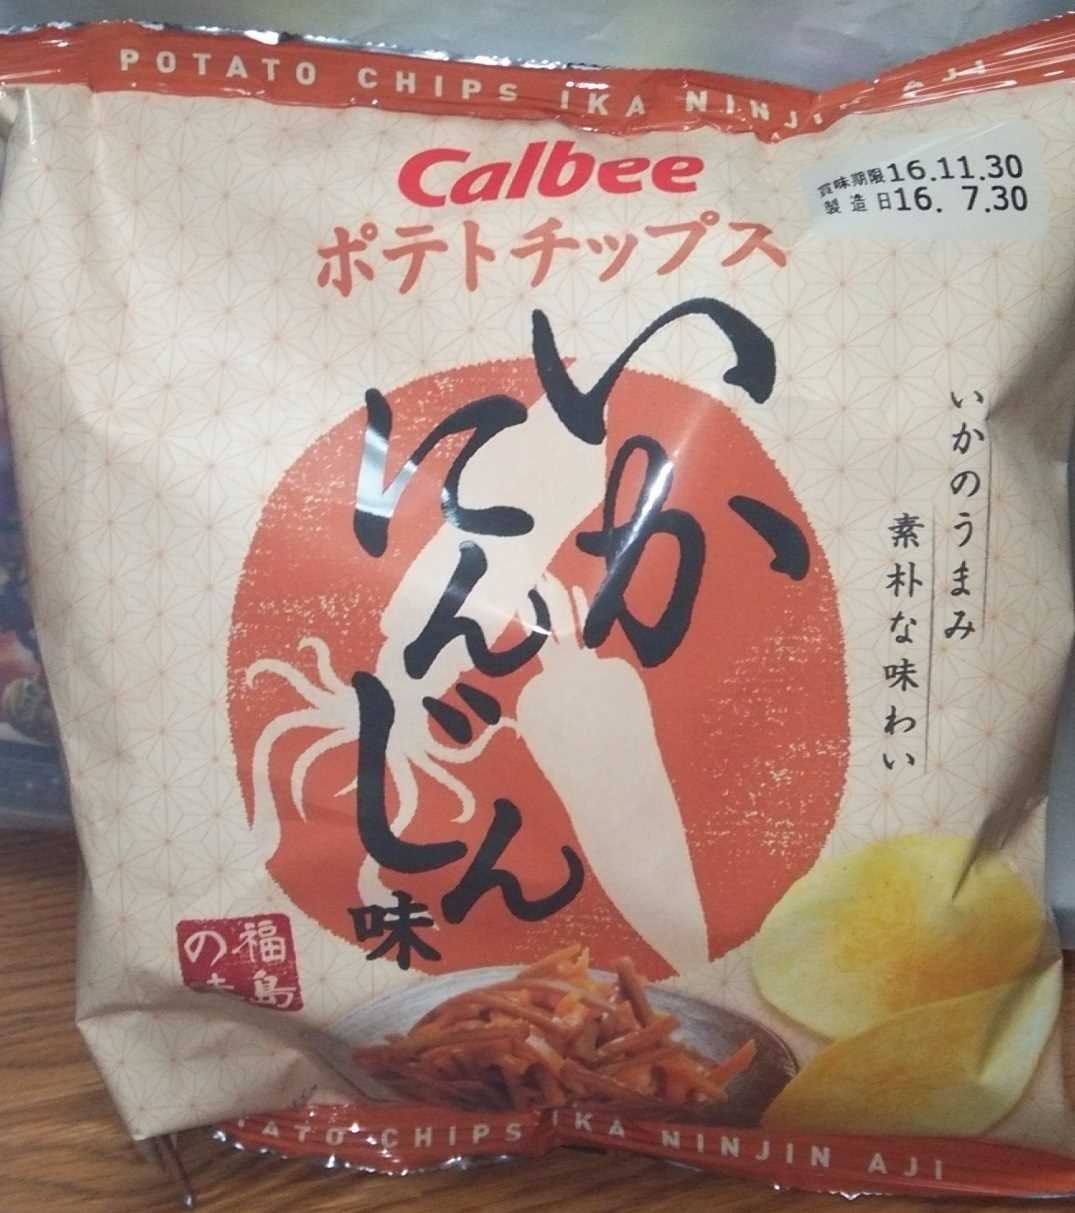 POTATO CHIPS IKA NINJIN AJI
Calbee
ポテトチップス
賞味期限16.11.30
製造日16. 7.30
いか
にんじん
味
いかのうまみ
素朴な味わい
福島
の
POTATO CHIPS IKA NINJIN AJI